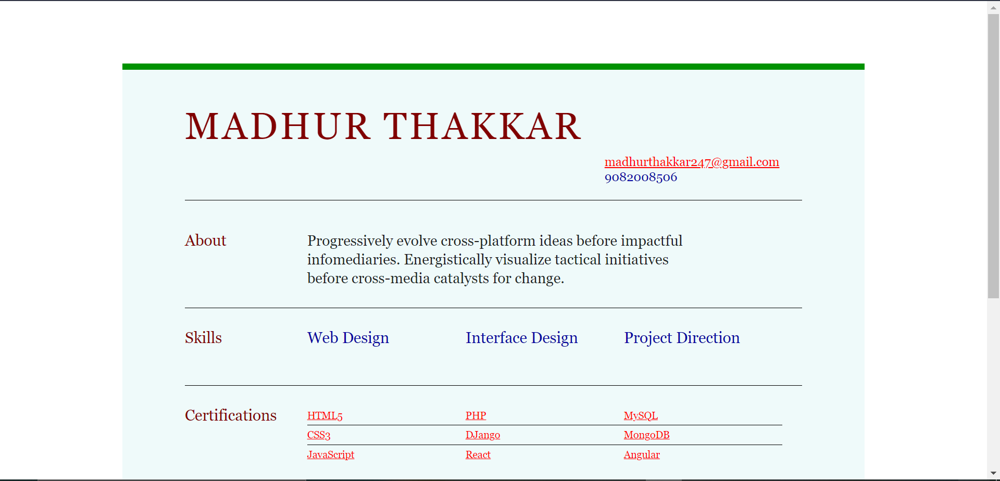 MADHUR THAKKAR
madhurthakkar247@gmail.com
9082008506
About
Progressively evolve cross-platform ideas before impactful
infomediaries. Energistically visualize tactical initiatives
before cross-media catalysts for change.
Skills Web Design Interface Design Project Direction
Certifications HTML5 PHP MySQL
CSS3 DJango MongoDB
JavaScript React Angular